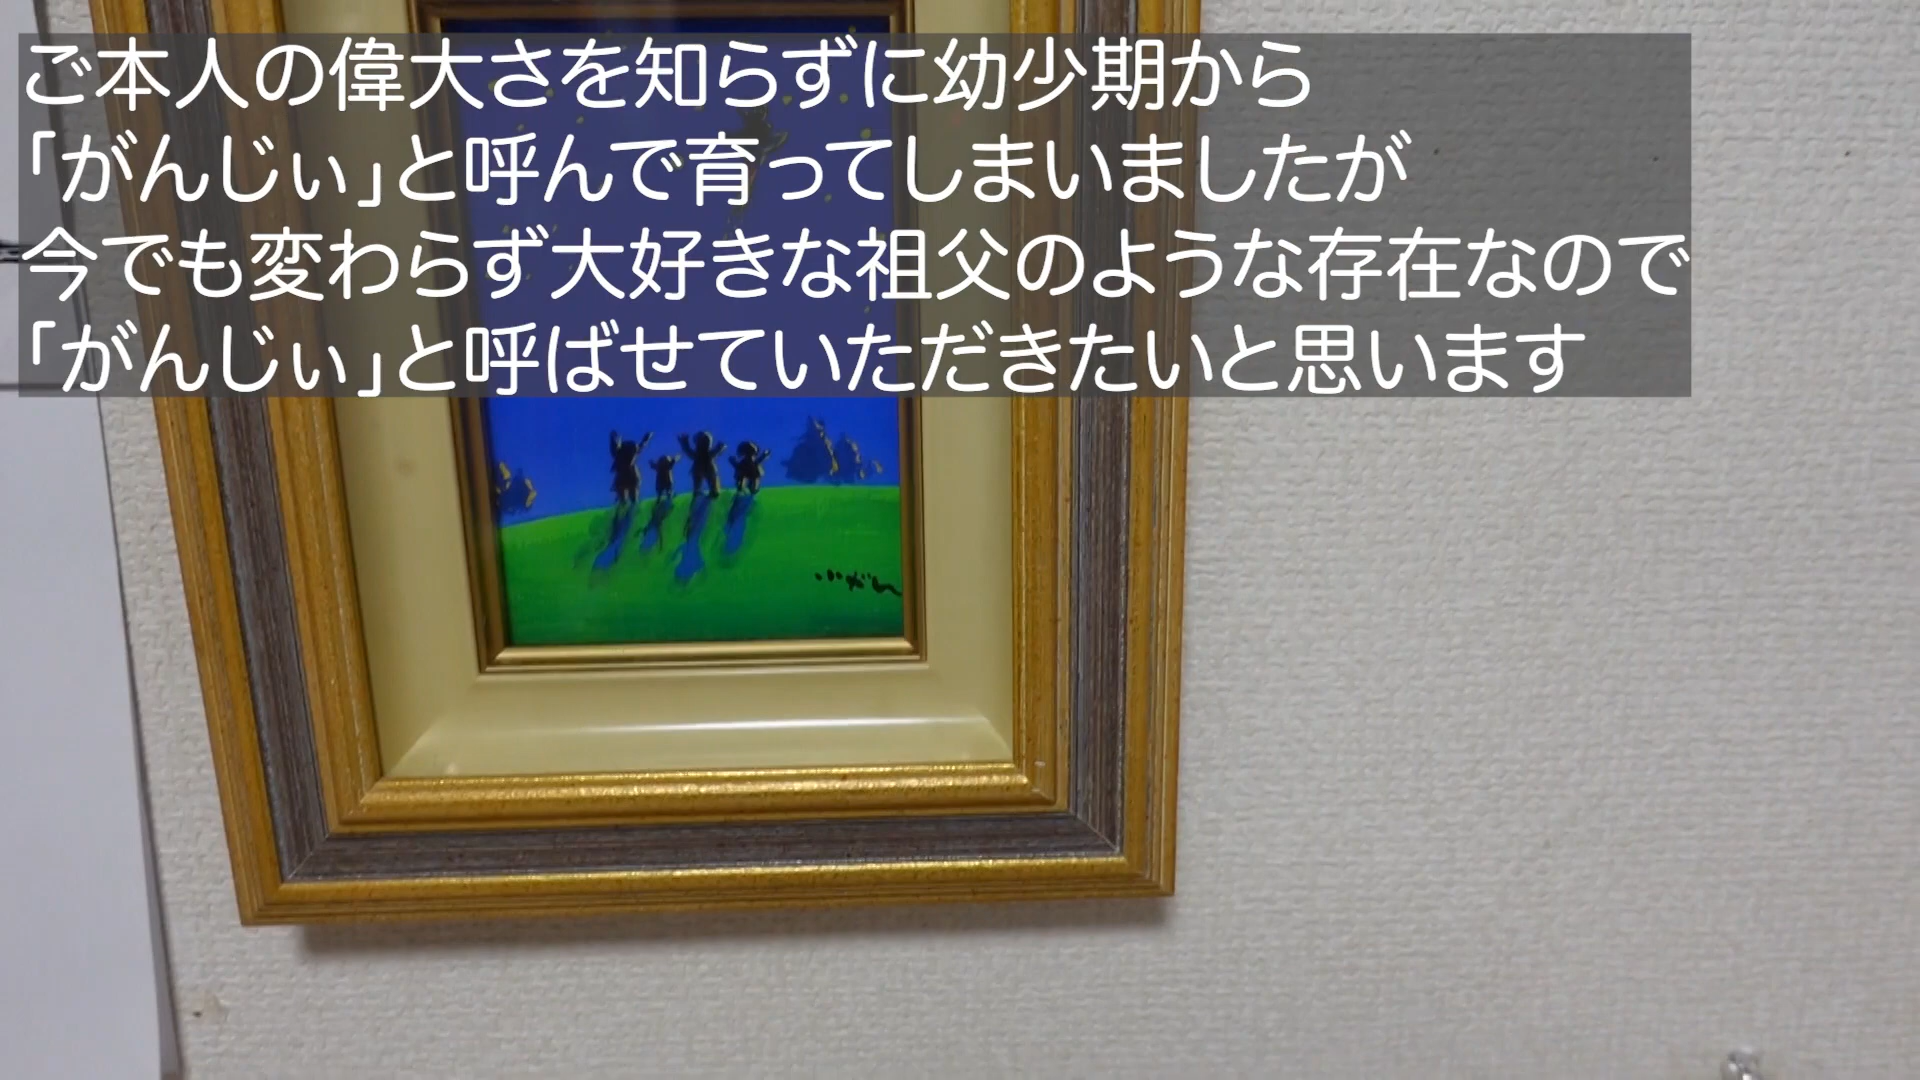 ご本人の偉大さを知らずに幼少期から
「がんじぃ」と呼んで育ってしまいましたが
今でも変わらず大好きな祖父のような存在なので
「がんじぃ」と呼ばせていただきたいと思います